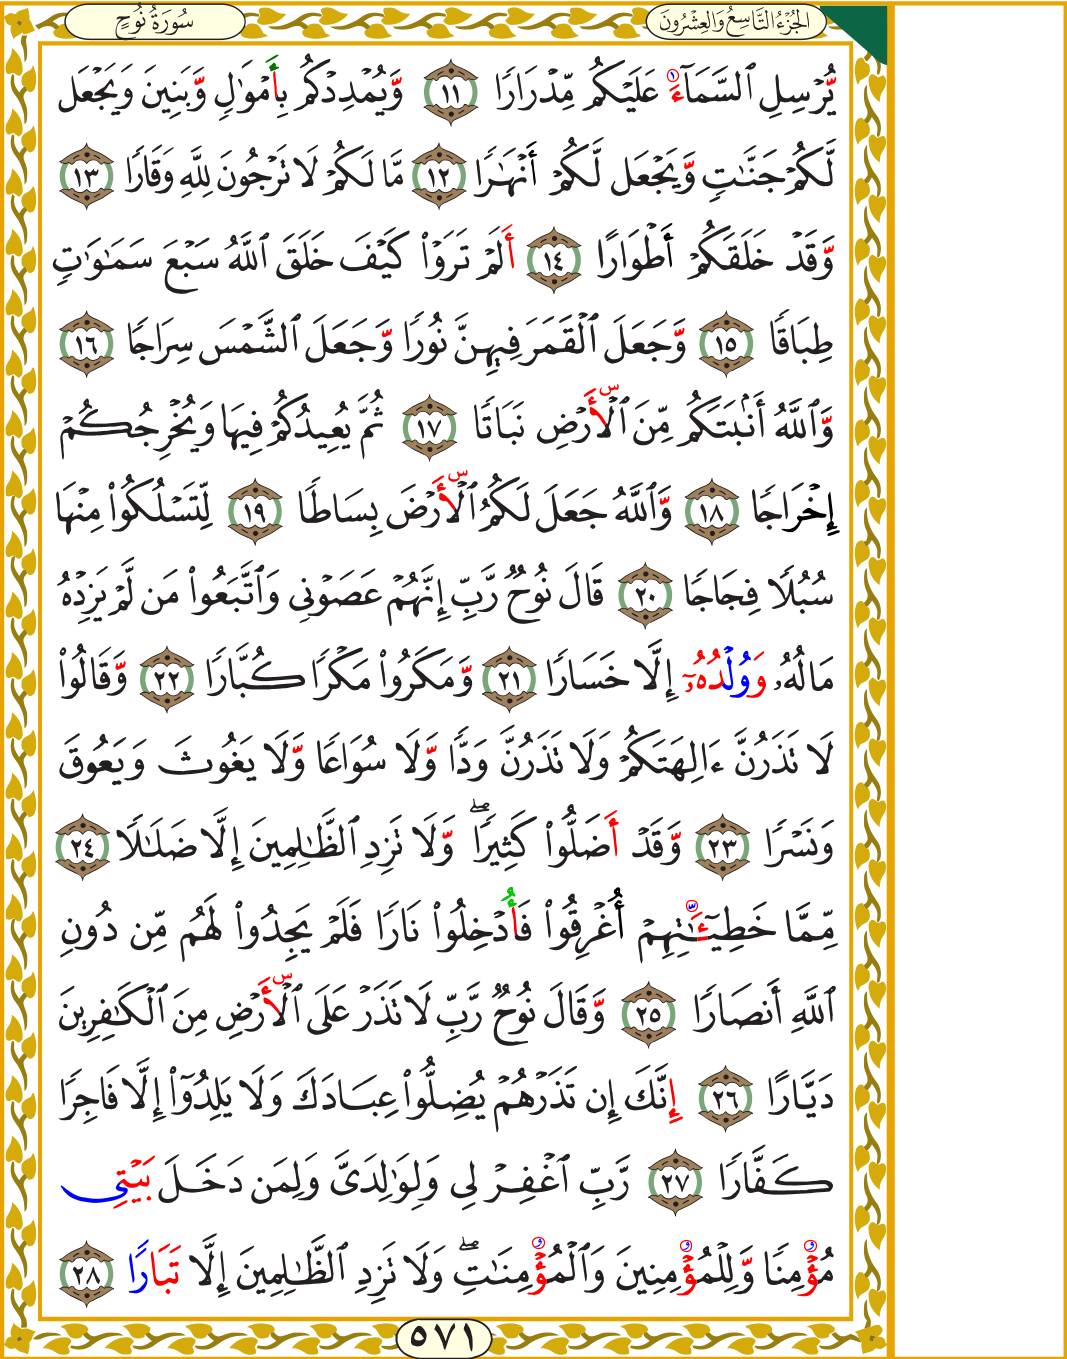 الجُزْءُ التَّاسِعُ وَالعِشْرُونَ
سُورَةُ نُوحٍ
يُّرۡسِلِ ٱلسَّمَآءَ عَلَيۡكُم مِّدۡرَارٗا ١١ وَّيُمۡدِدۡكُم بِأَمۡوَٰلٖ وَّبَنِينَ وَيَجۡعَل
لَّكُمۡ جَنَّٰتٖ وَّيَجۡعَل لَّكُمۡ أَنۡهَٰرٗا ١٢ مَّا لَكُمۡ لَا تَرۡجُونَ لِلَّهِ وَقَارٗا ١٣
وَّقَدۡ خَلَقَكُمۡ أَطۡوَارًا ١٤ أَلَمۡ تَرَوۡاْ كَيۡفَ خَلَقَ ٱللَّهُ سَبۡعَ سَمَٰوَٰتٖ
طِبَاقٗا ١٥ وَّجَعَلَ ٱلۡقَمَرَ فِيهِنَّ نُورٗا وَّجَعَلَ ٱلشَّمۡسَ سِرَاجٗا ١٦
وَّٱللَّهُ أَنۢبَتَكُم مِّنَ ٱلۡأَرۡضِ نَبَاتٗا ١٧ ثُمَّ يُعِيدُكُمۡ فِيهَا وَيُخۡرِجُكُمۡ
إِخۡرَاجٗا ١٨ وَّٱللَّهُ جَعَلَ لَكُمُ ٱلۡأَرۡضَ بِسَاطٗا ١٩ لِّتَسۡلُكُواْ مِنۡهَا
سُبُلٗا فِجَاجٗا ٢٠ قَالَ نُوحٞ رَّبِّ إِنَّهُمۡ عَصَوۡنِي وَٱتَّبَعُواْ مَن لَّمۡ يَزِدۡهُ
مَالُهُۥ وَوُلۡدُهُۥٓ إِلَّا خَسَارٗا ٢١ وَّمَكَرُواْ مَكۡرٗا كُبَّارٗا ٢٢ وَّقَالُواْ
لَا تَذَرُنَّ ءَالِهَتَكُمۡ وَلَا تَذَرُنَّ وَدّٗا وَّلَا سُوَاعٗا وَّلَا يَغُوثَ وَيَعُوقَ
وَنَسۡرٗا ٢٣ وَّقَدۡ أَضَلُّواْ كَثِيرٗاۖ وَّلَا تَزِدِ ٱلظَّٰلِمِينَ إِلَّا ضَلَٰلٗا ٢٤
مِّمَّا خَطِيٓـَٰٔتِهِمۡ أُغۡرِقُواْ فَأُدۡخِلُواْ نَارٗا فَلَمۡ يَجِدُواْ لَهُم مِّن دُونِ
ٱللَّهِ أَنصَارٗا ٢٥ وَّقَالَ نُوحٞ رَّبِّ لَا تَذَرۡ عَلَى ٱلۡأَرۡضِ مِنَ ٱلۡكَٰفِرِينَ
دَيَّارًا ٢٦ إِنَّكَ إِن تَذَرۡهُمۡ يُضِلُّواْ عِبَادَكَ وَلَا يَلِدُوٓاْ إِلَّا فَاجِرٗا
كَفَّارٗا ٢٧ رَّبِّ ٱغۡفِرۡ لِي وَلِوَٰلِدَيَّ وَلِمَن دَخَلَ بَيۡتِي
مُؤۡمِنٗا وَّلِلۡمُؤۡمِنِينَ وَٱلۡمُؤۡمِنَٰتِۖ وَلَا تَزِدِ ٱلظَّٰلِمِينَ إِلَّا تَبَارَۢا ٢٨
٥٧١